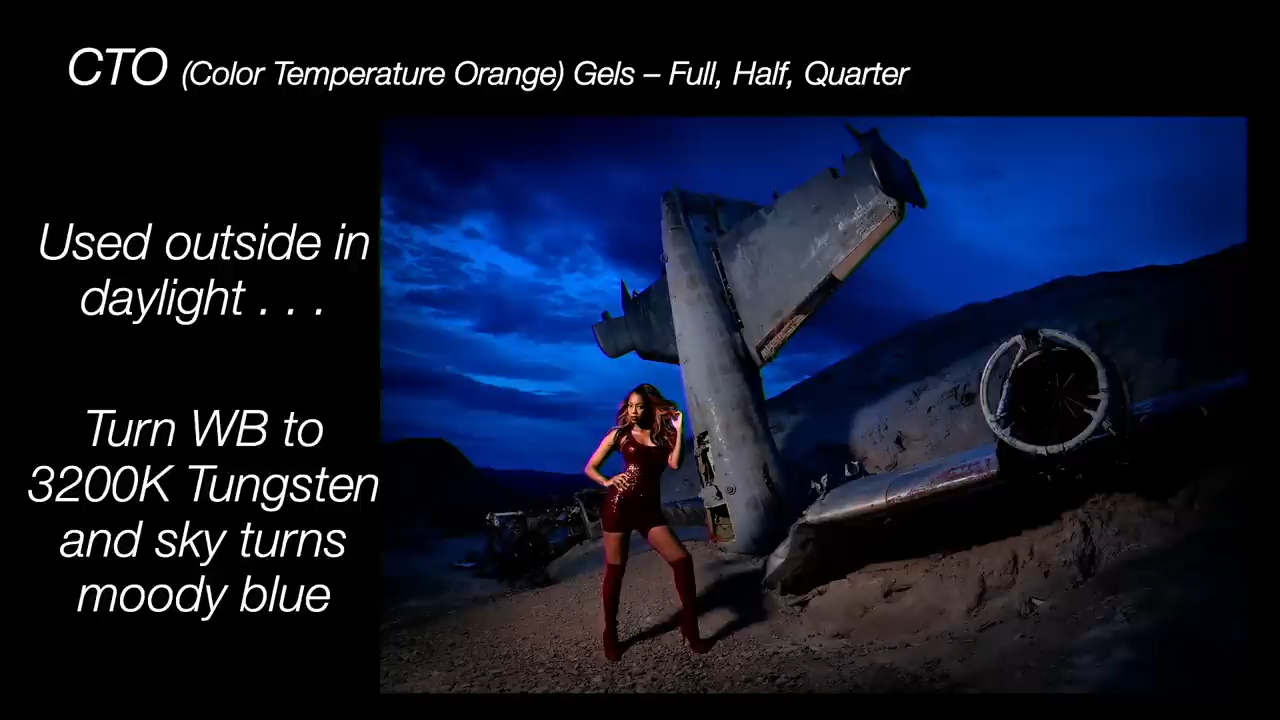 CTO (Color Temperature Orange) Gels – Full, Half, Quarter
Used outside in
daylight . . .
Turn WB to
3200K Tungsten
and sky turns
moody blue